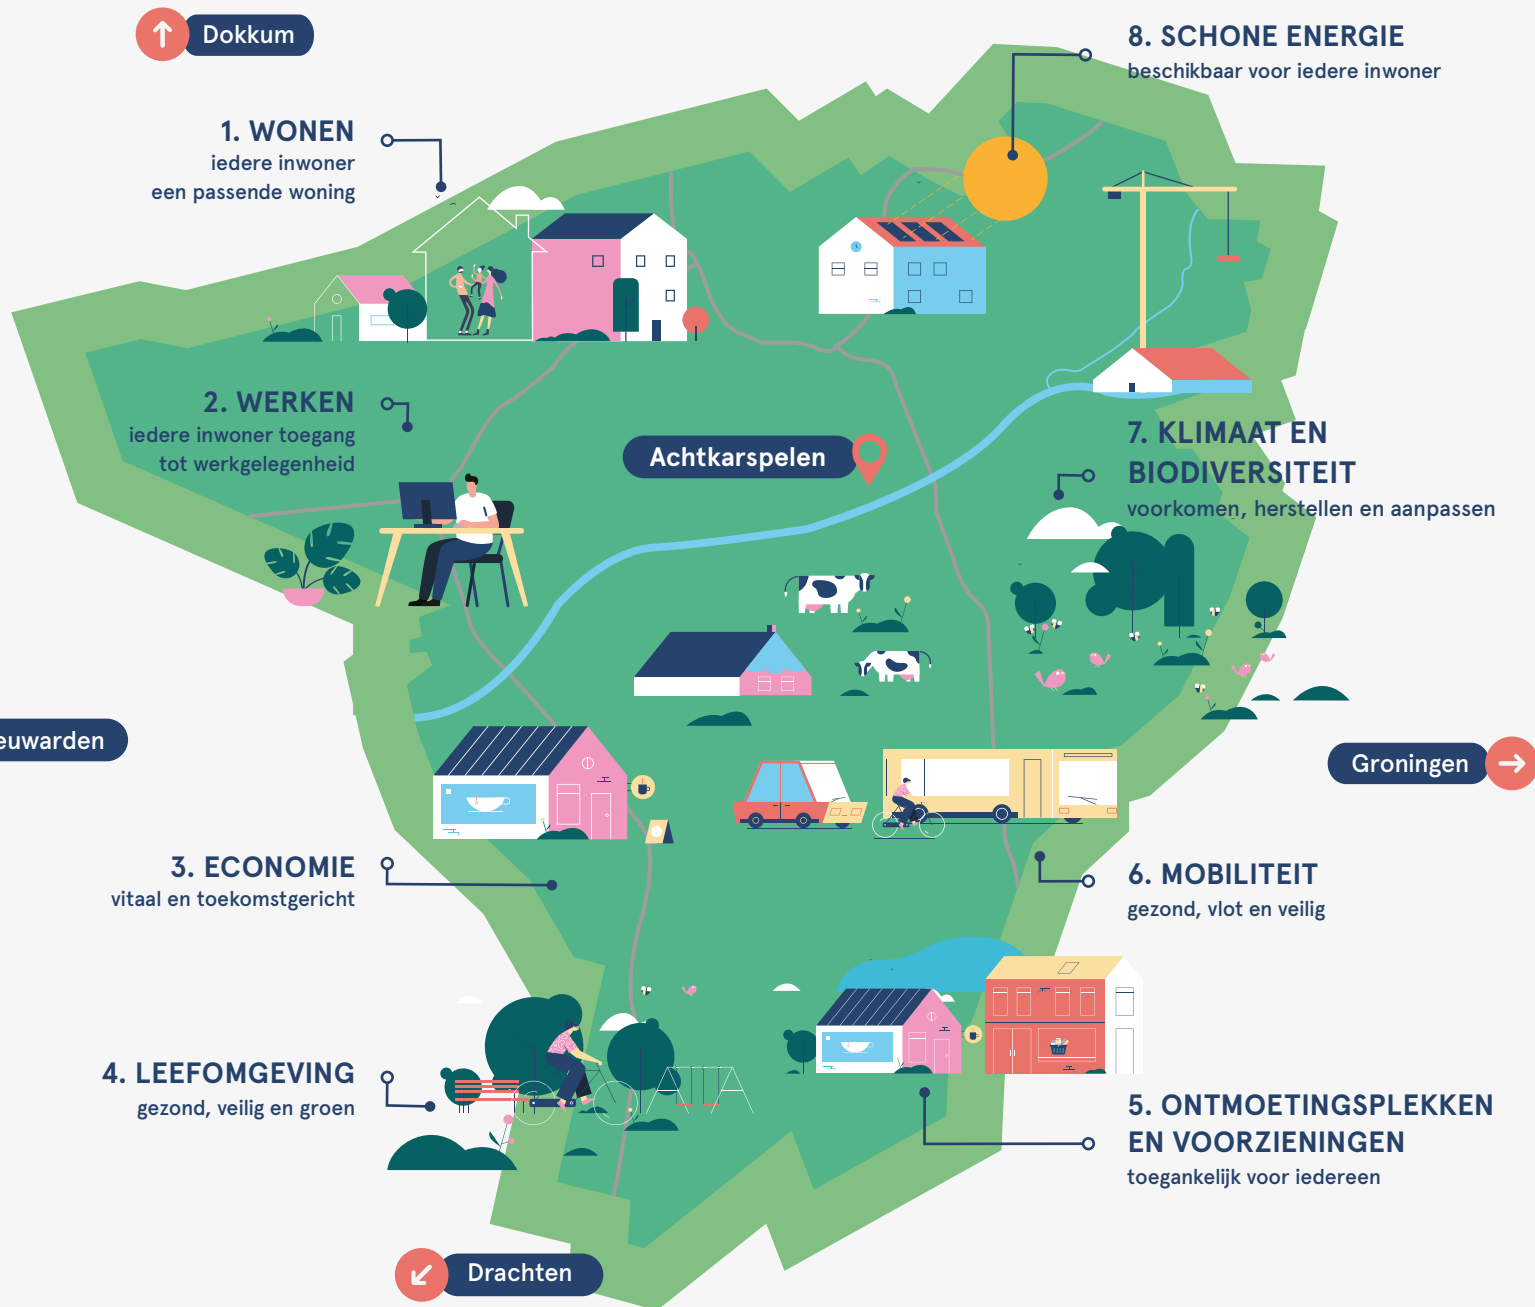 Dokkum
8. SCHONE ENERGIE
beschikbaar voor iedere inwoner
1. WONEN
iedere inwoner
een passende woning
2. WERKEN
iedere inwoner toegang
tot werkgelegenheid
Achtkarspelen
7. KLIMAAT EN
BIODIVERSITEIT
voorkomen, herstellen en aanpassen
euwarden
Groningen
3. ECONOMIE
vitaal en toekomstgericht
6. MOBILITEIT
gezond, vlot en veilig
4. LEEFOMGEVING
gezond, veilig en groen
5. ONTMOETINGSPLEKKEN
EN VOORZIENINGEN
toegankelijk voor iedereen
Drachten